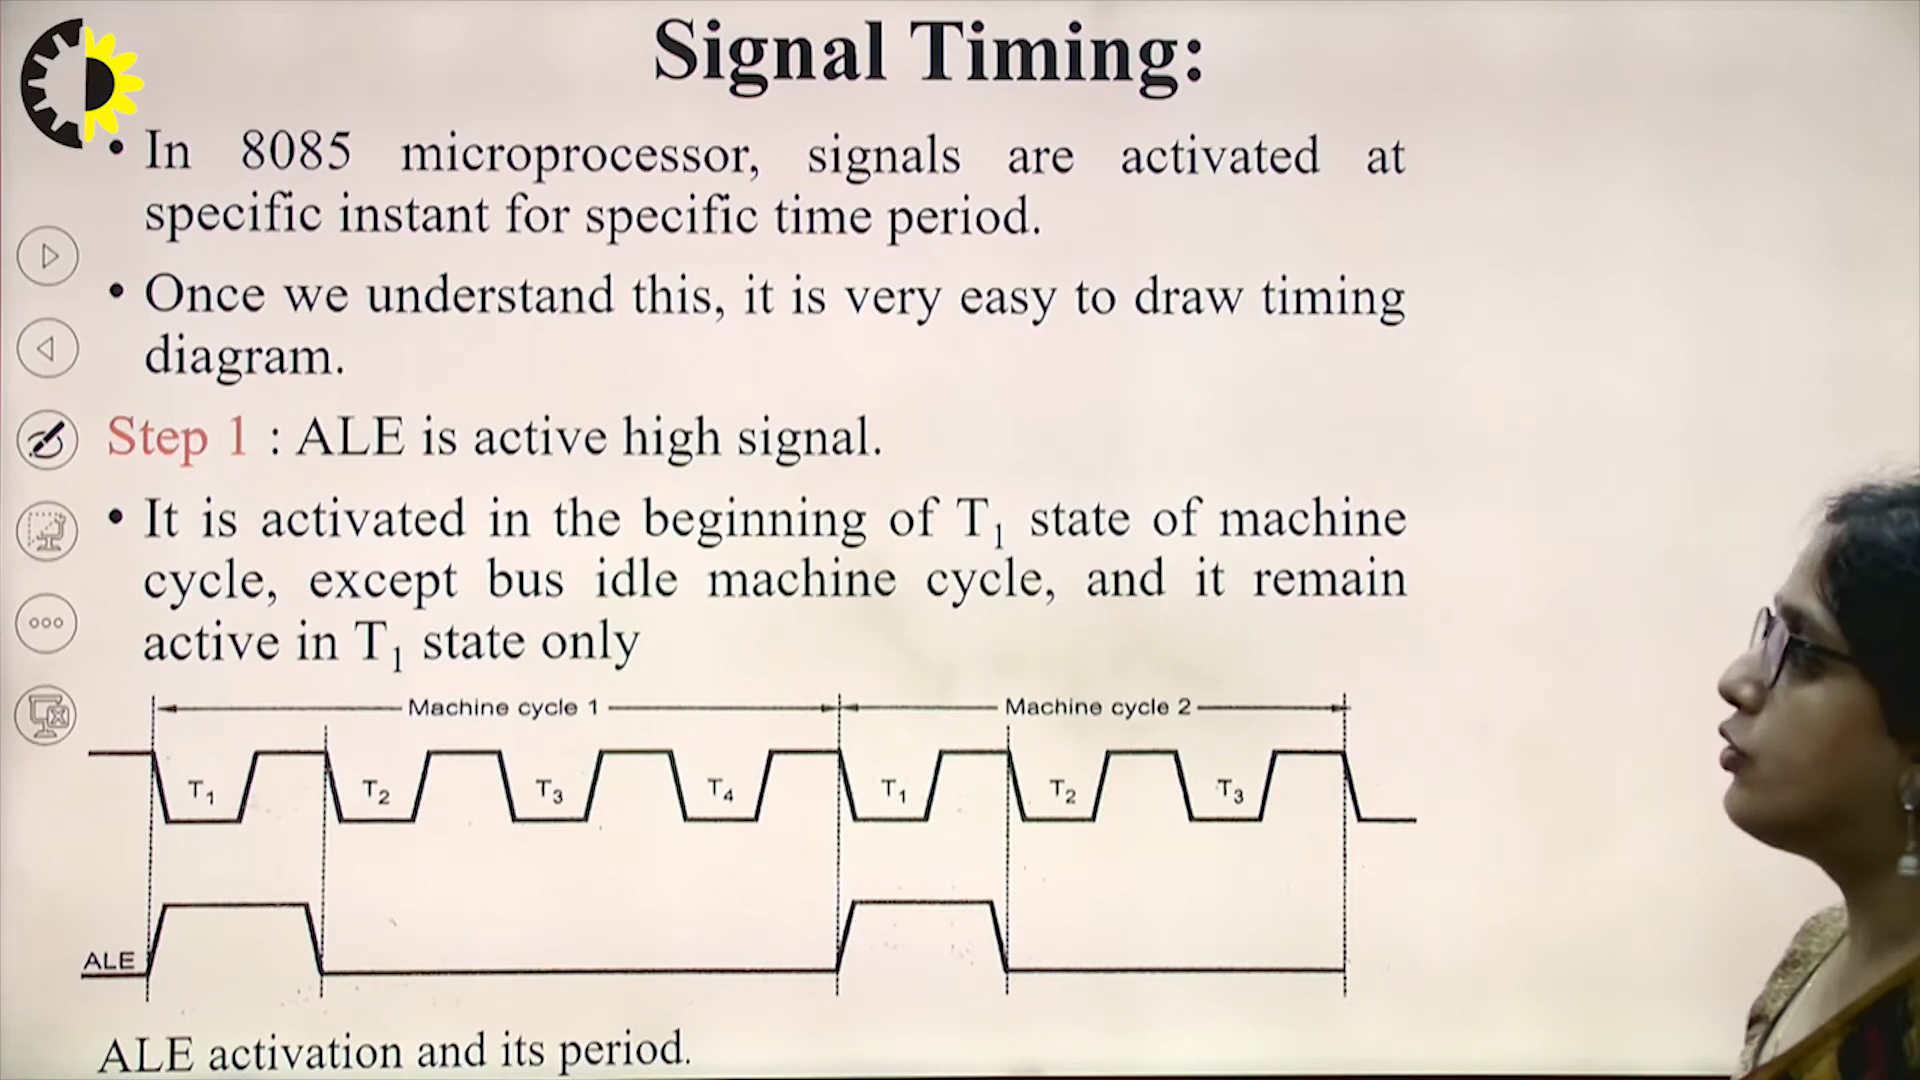 Signal Timing:
• In 8085 microprocessor, signals are activated at
specific instant for specific time period.
• Once we understand this, it is very easy to draw timing
diagram.
Step 1 : ALE is active high signal.
• It is activated in the beginning of T₁ state of machine
cycle, except bus idle machine cycle, and it remain
active in T₁ state only
Machine cycle 1 Machine cycle 2
T₁ T₂ T₃ T₄ T₁ T₂ T₃
ALE
ALE activation and its period.